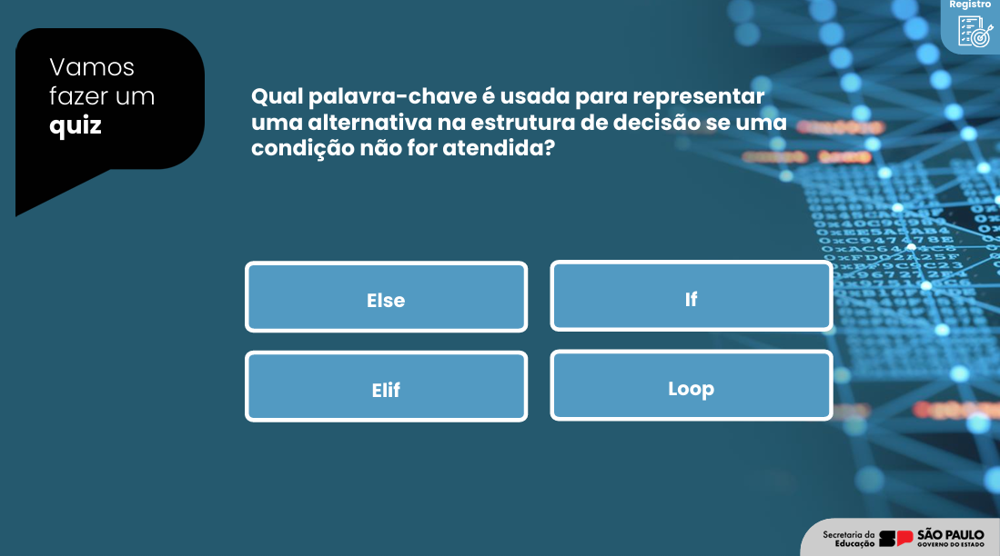 Registro
Vamos
fazer um
quiz
Qual palavra-chave é usada para representar
uma alternativa na estrutura de decisão se uma
condição não for atendida?
Else
If
Elif
Loop
Secretaria da
Educação
SÃO PAULO
GOVERNO DO ESTADO